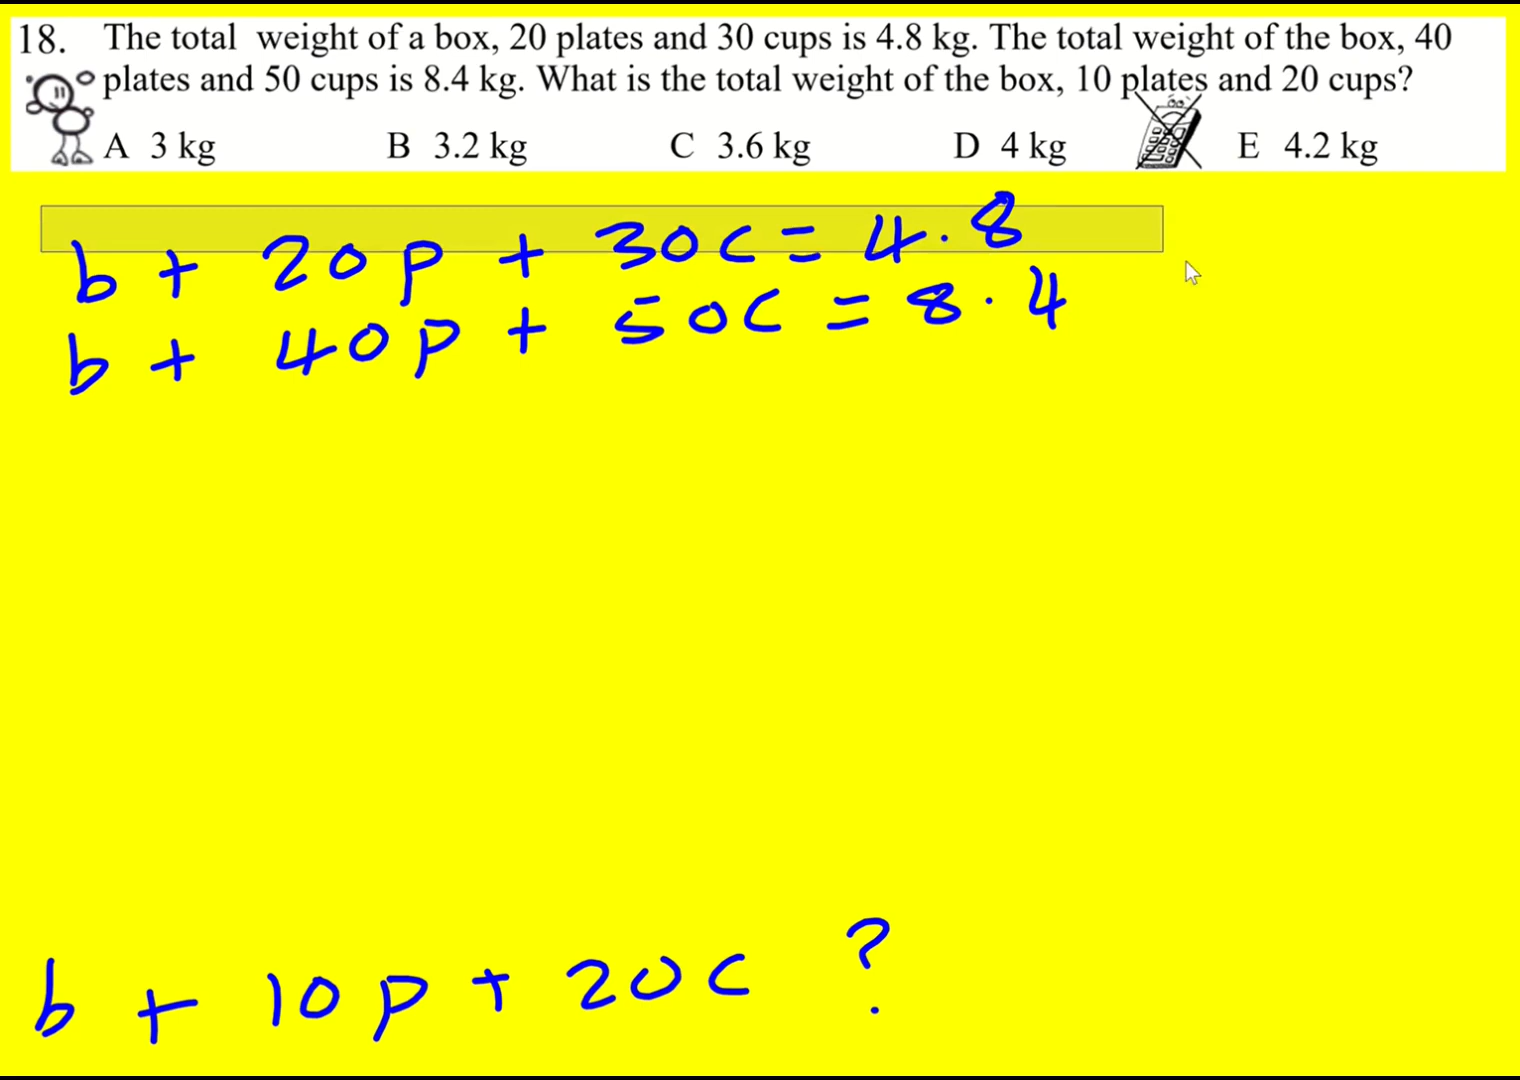 18. The total weight of a box, 20 plates and 30 cups is 4.8 kg. The total weight of the box, 40
plates and 50 cups is 8.4 kg. What is the total weight of the box, 10 plates and 20 cups?
A 3 kg B 3.2 kg C 3.6 kg D 4 kg E 4.2 kg
b + 20p + 30c = 4.8
b + 40p + 50c = 8.4
b + 10p + 20c ?